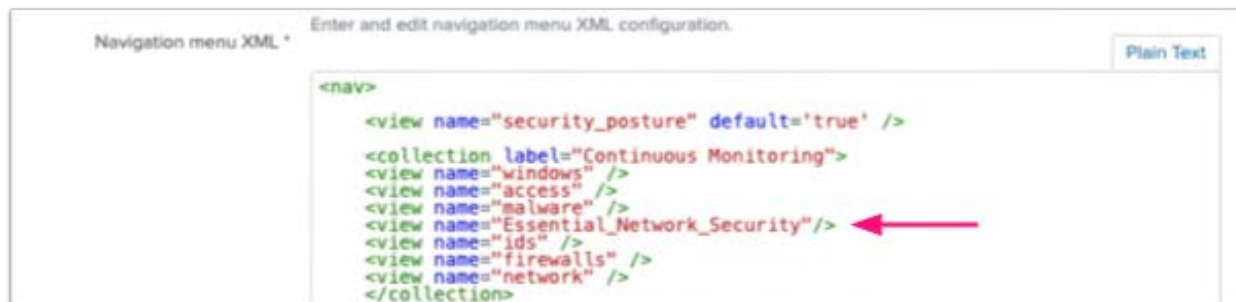 Enter and edit navigation menu XML configuration.
Navigation menu XML *
Plain Text
<nav>
<view name="security_posture" default='true' />
<collection label="Continuous Monitoring">
<view name="windows" />
<view name="access" />
<view name="malware" />
<view name="Essential_Network_Security"/>
<view name="ids" />
<view name="firewalls" />
<view name="network" />
</collection>